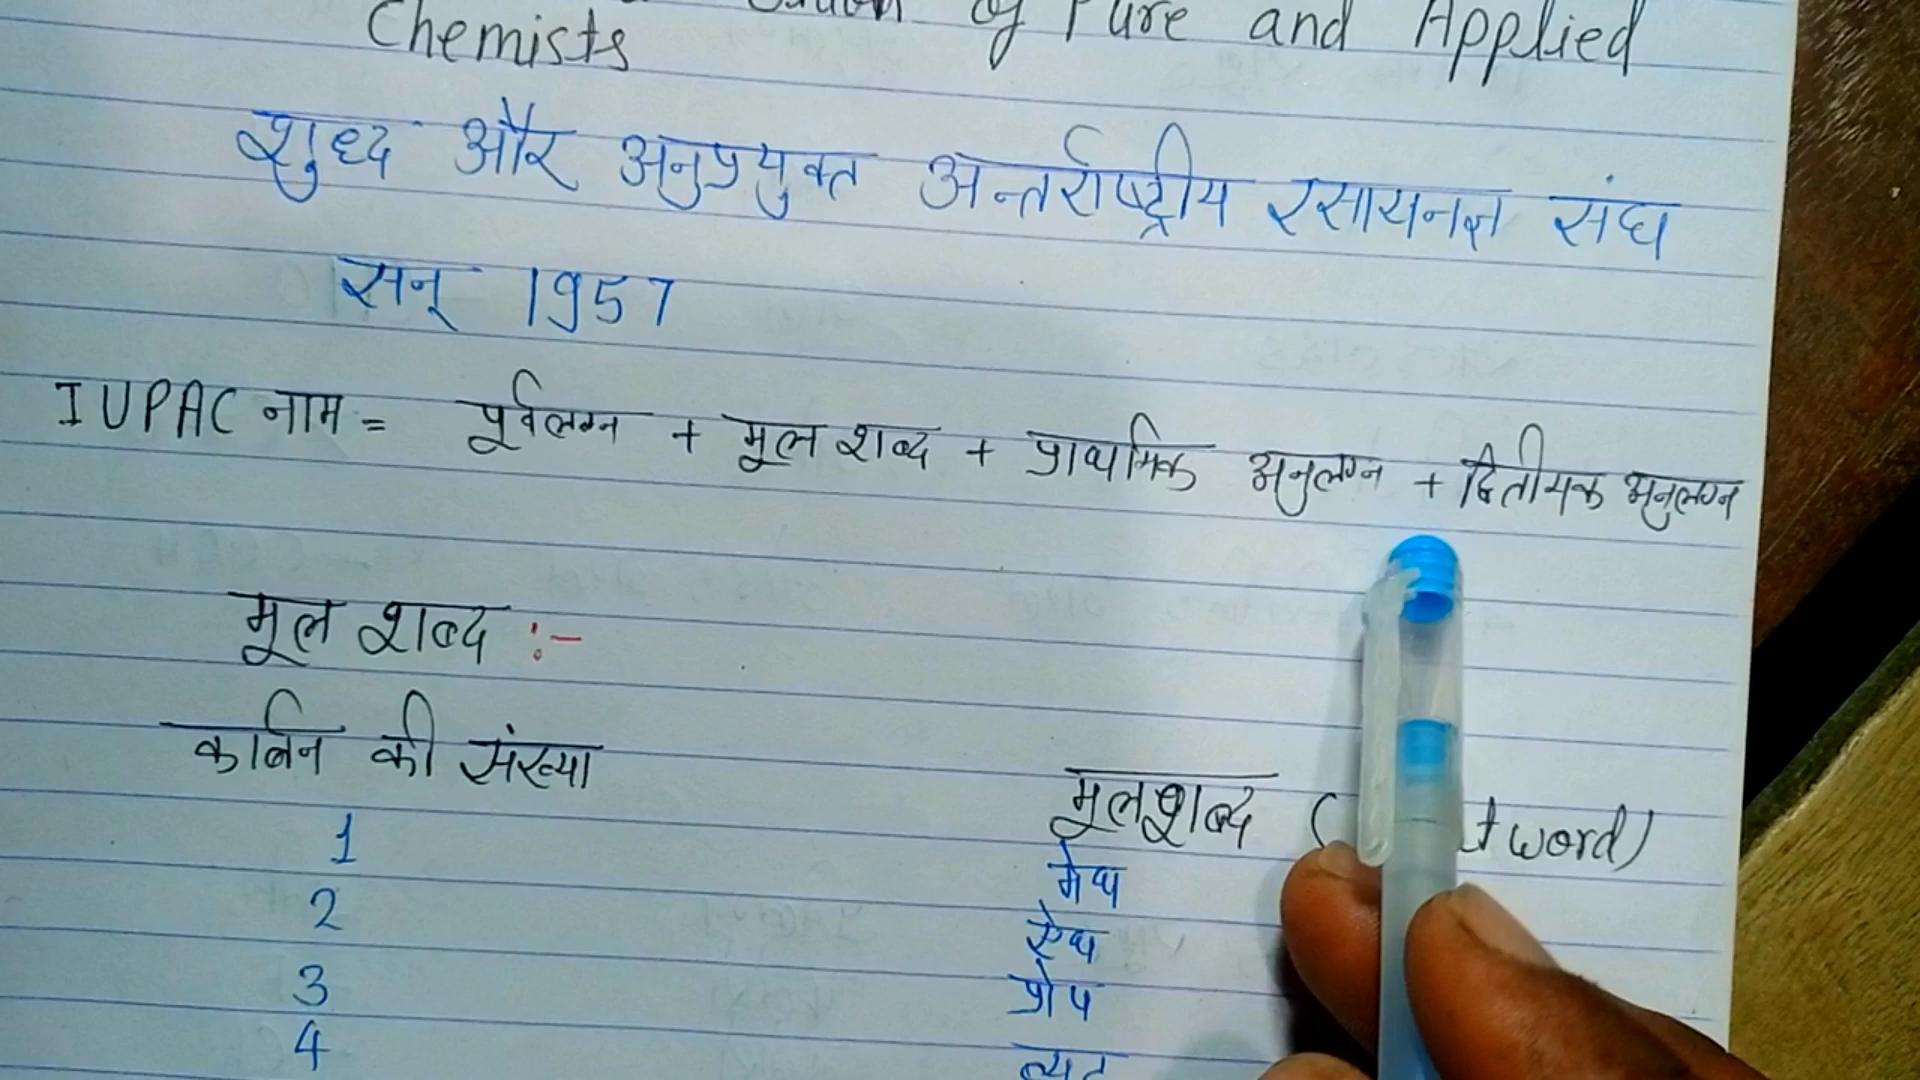 of Pure and Applied
Chemists
शुध्द और अनुप्रयुक्त अन्तर्राष्ट्रीय रसायनज्ञ संघ
सन् 1957
IUPAC नाम = पूर्वलग्न + मूल शब्द + प्राथमिक अनुलग्न + द्वितीयक अनुलग्न
मूल शब्द :-
कार्बन की संख्या मूलशब्द ( t word)
1 मेथ
2 ऐथ
3 प्रोप
4 ब्यूट